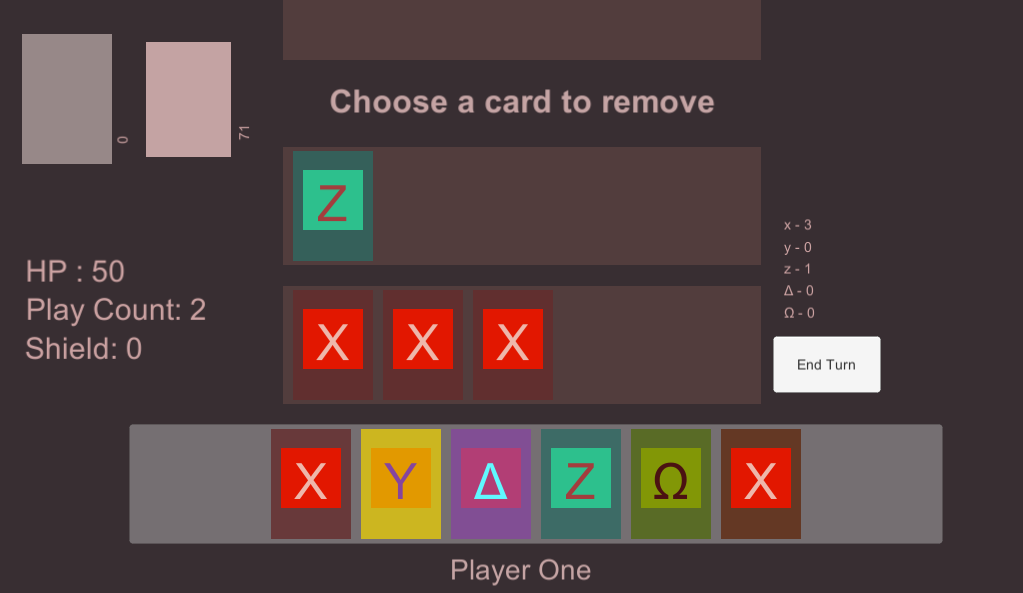 Choose a card to remove
0
71
Z
x - 3
y - 0
z - 1
Δ - 0
Ω - 0
HP : 50
Play Count: 2
Shield: 0
X X X
End Turn
X Y Δ Z Ω X
Player One